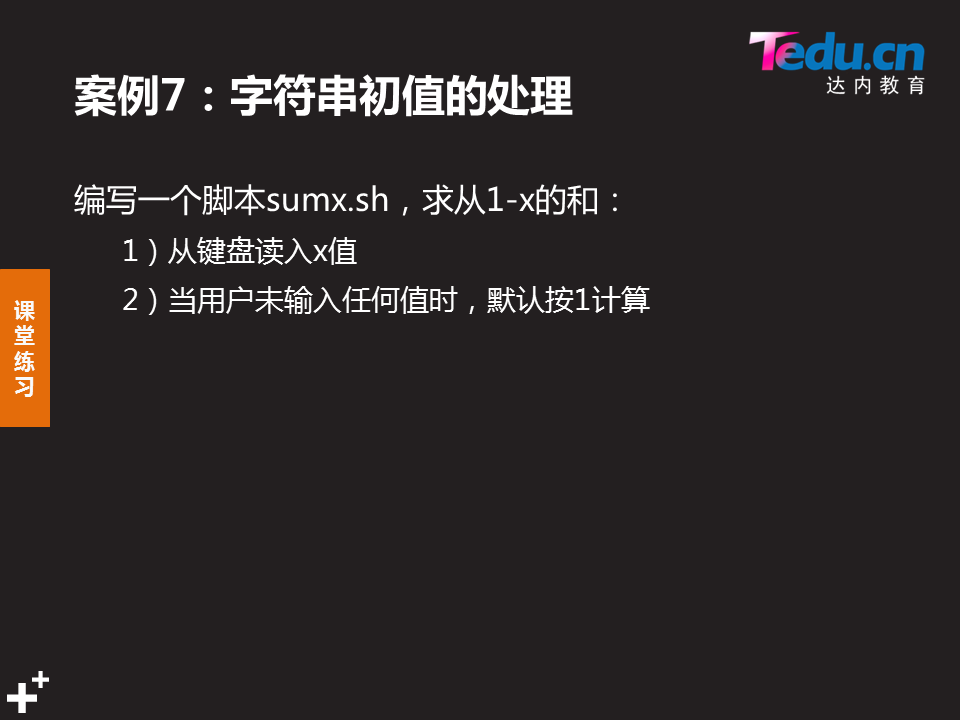 Tedu.cn
达内教育
案例7：字符串初值的处理
编写一个脚本sumx.sh，求从1-x的和：
1）从键盘读入x值
2）当用户未输入任何值时，默认按1计算
课
堂
练
习